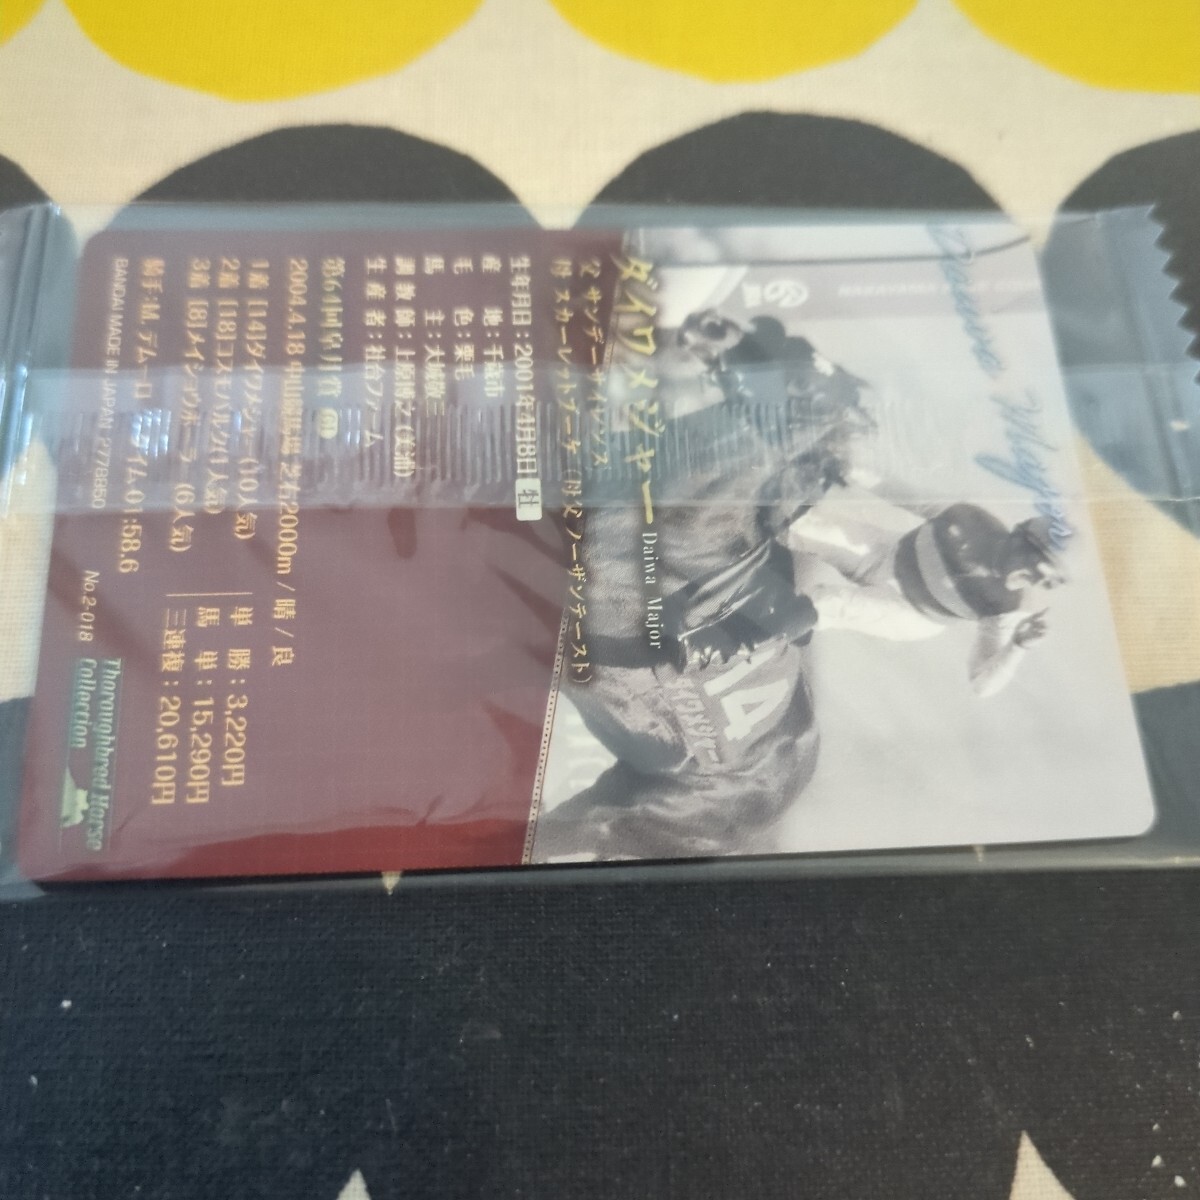 Daiwa Major
ダイワメジャー Daiwa Major
父 サンデーサイレンス
母 スカーレットブーケ（母父 ノーザンテースト）
生年月日：2001年4月8日 牡
産 地：千歳市
毛 色：栗毛
馬 主：大城敬三
調 教 師：上原博之（美浦）
生 産 者：社台ファーム
第64回皐月賞 GI
2004.4.18 中山競馬場 芝右2000m / 晴 / 良
1着 [14]ダイワメジャー（10人気）
2着 [18]コスモバルク（1人気）
3着 [8]メイショウボーラー（6人気）
単 勝：3,220円
馬 単：15,290円
三連複：20,610円
騎手：M. デムーロ タイム 01:58.6
BANDAI MADE IN JAPAN 2778850
No.2-018
Thoroughbred Horse
Collection
14